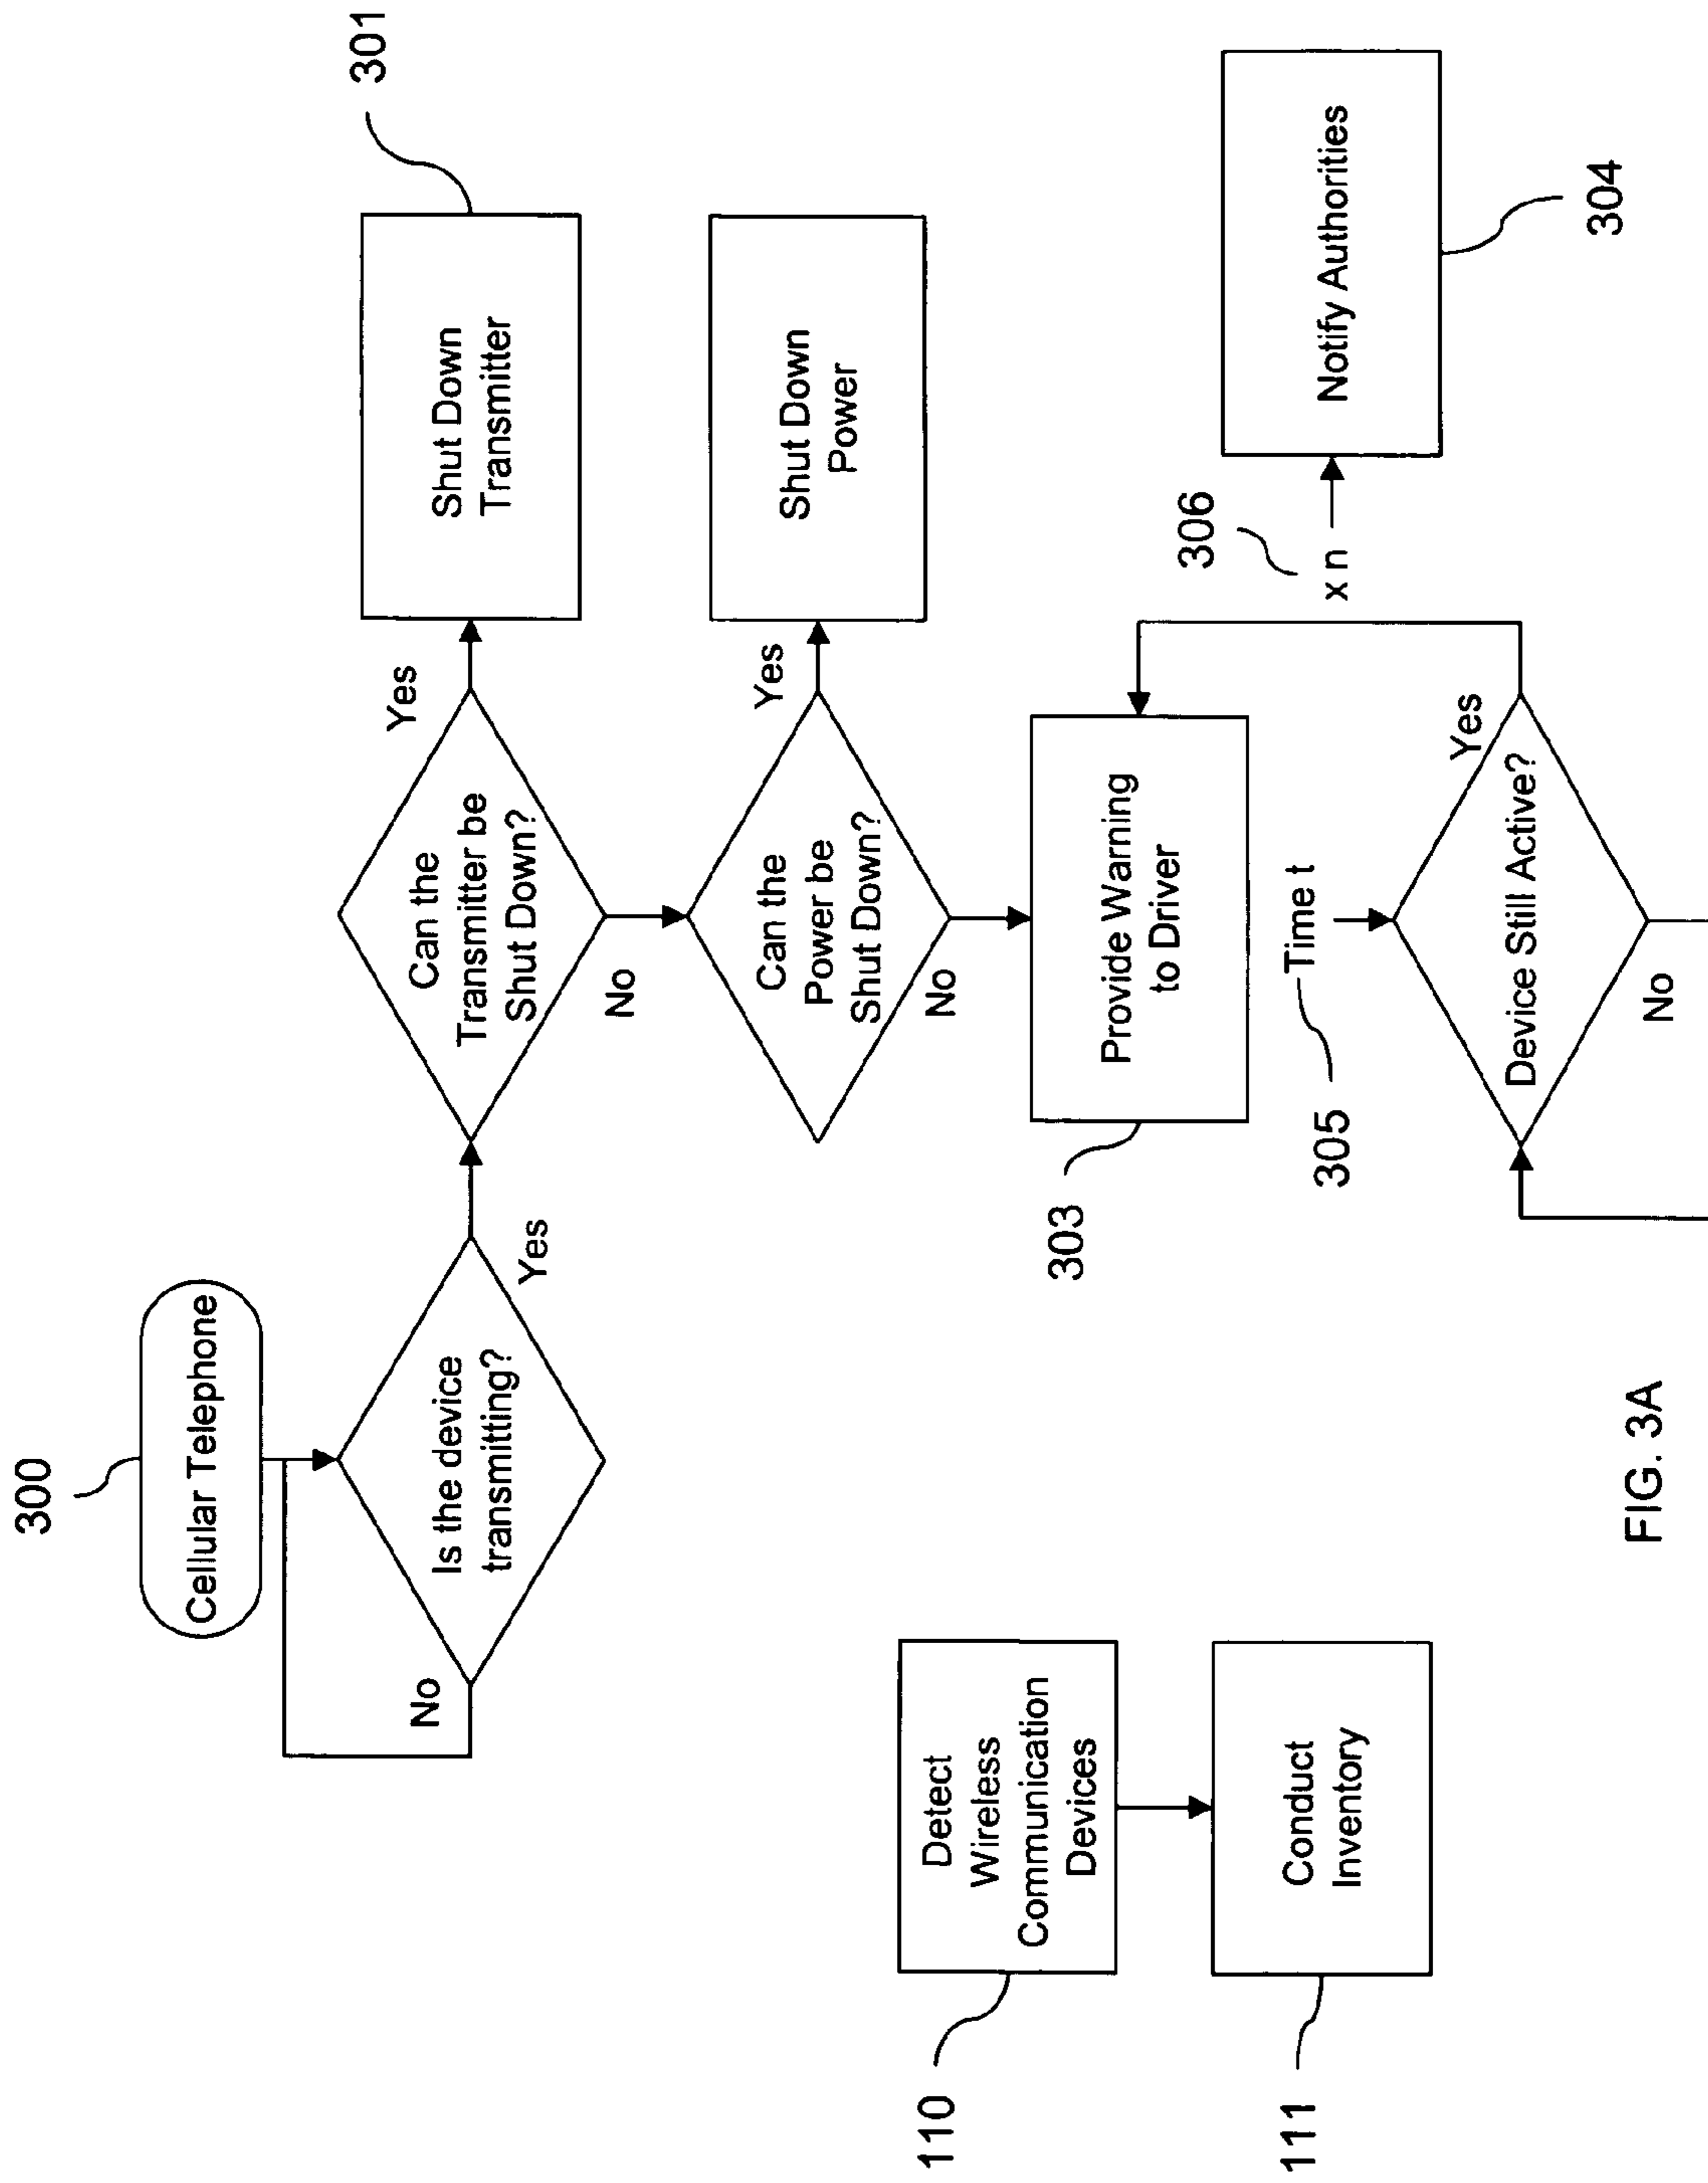 300
Cellular Telephone
Is the device
transmitting?
No
Yes
Can the
Transmitter be
Shut Down?
Yes
Shut Down
Transmitter
301
No
Can the
Power be
Shut Down?
Yes
Shut Down
Power
No
Provide Warning
to Driver
303
305
Time t
Device Still Active?
Yes
No
306
x n
Notify Authorities
304
110
Detect
Wireless
Communication
Devices
111
Conduct
Inventory
FIG. 3A